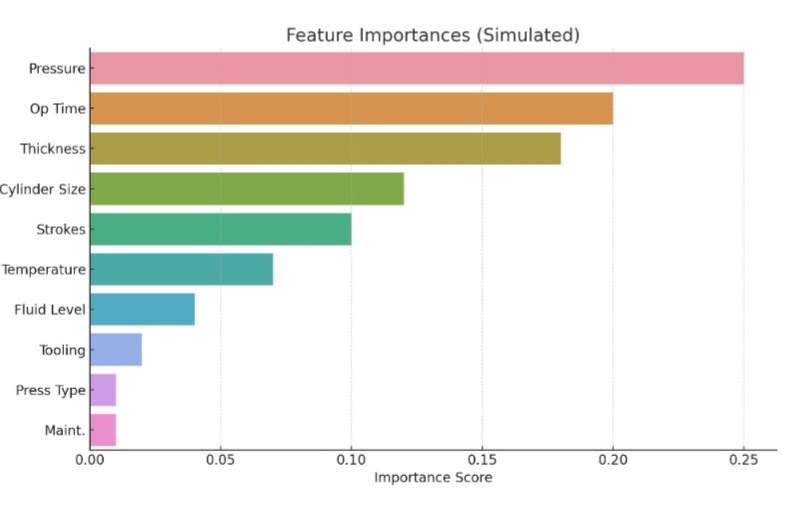 Feature Importances (Simulated)
Pressure
Op Time
Thickness
Cylinder Size
Strokes
Temperature
Fluid Level
Tooling
Press Type
Maint.
0.00 0.05 0.10 0.15 0.20 0.25
Importance Score